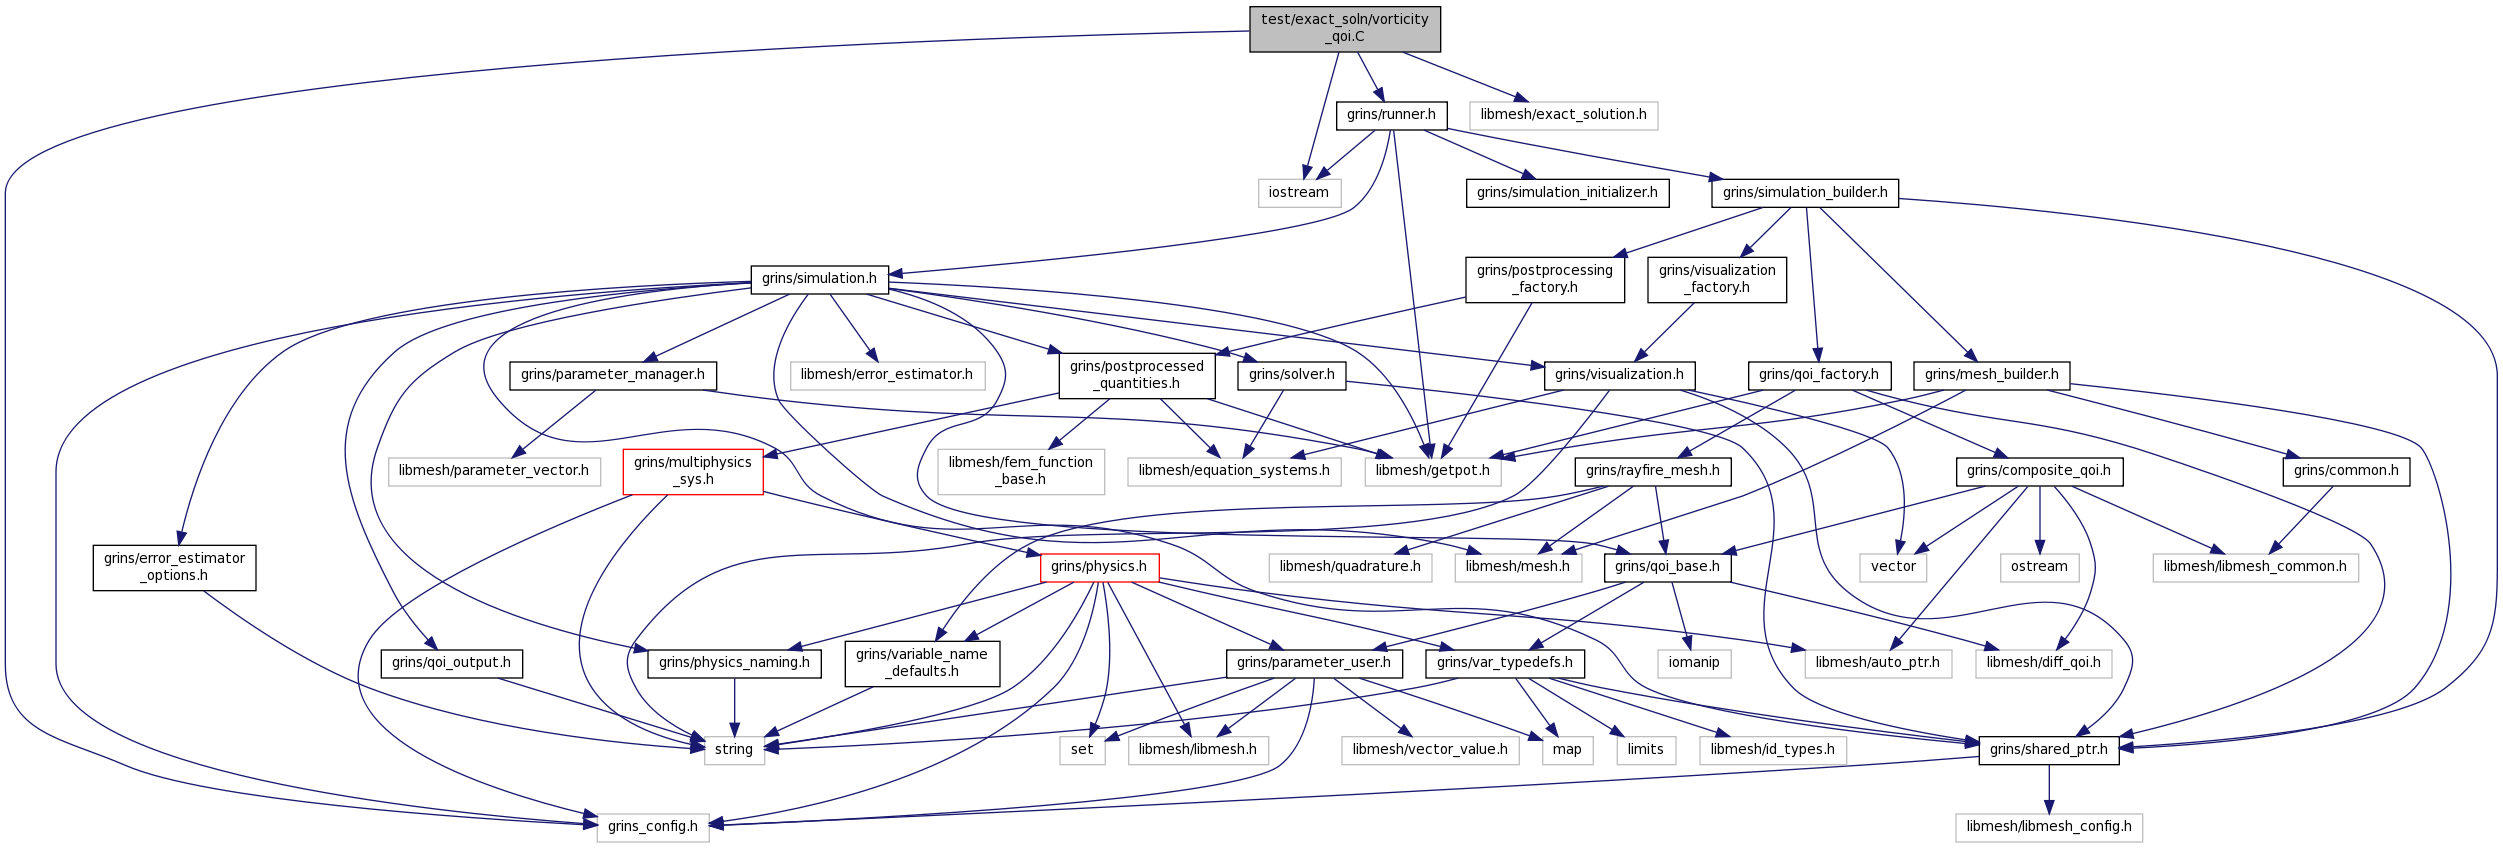 test/exact_soln/vorticity
_qoi.C
grins/runner.h
libmesh/exact_solution.h
iostream
grins/simulation_initializer.h
grins/simulation_builder.h
grins/simulation.h
grins/postprocessing
_factory.h
grins/visualization
_factory.h
grins/parameter_manager.h
libmesh/error_estimator.h
grins/postprocessed
_quantities.h
grins/solver.h
grins/visualization.h
grins/qoi_factory.h
grins/mesh_builder.h
libmesh/parameter_vector.h
grins/multiphysics
_sys.h
libmesh/fem_function
_base.h
libmesh/equation_systems.h
libmesh/getpot.h
grins/rayfire_mesh.h
grins/composite_qoi.h
grins/common.h
grins/error_estimator
_options.h
grins/physics.h
libmesh/quadrature.h
libmesh/mesh.h
grins/qoi_base.h
vector
ostream
libmesh/libmesh_common.h
grins/qoi_output.h
grins/physics_naming.h
grins/variable_name
_defaults.h
grins/parameter_user.h
grins/var_typedefs.h
iomanip
libmesh/auto_ptr.h
libmesh/diff_qoi.h
string
set
libmesh/libmesh.h
libmesh/vector_value.h
map
limits
libmesh/id_types.h
grins/shared_ptr.h
grins_config.h
libmesh/libmesh_config.h